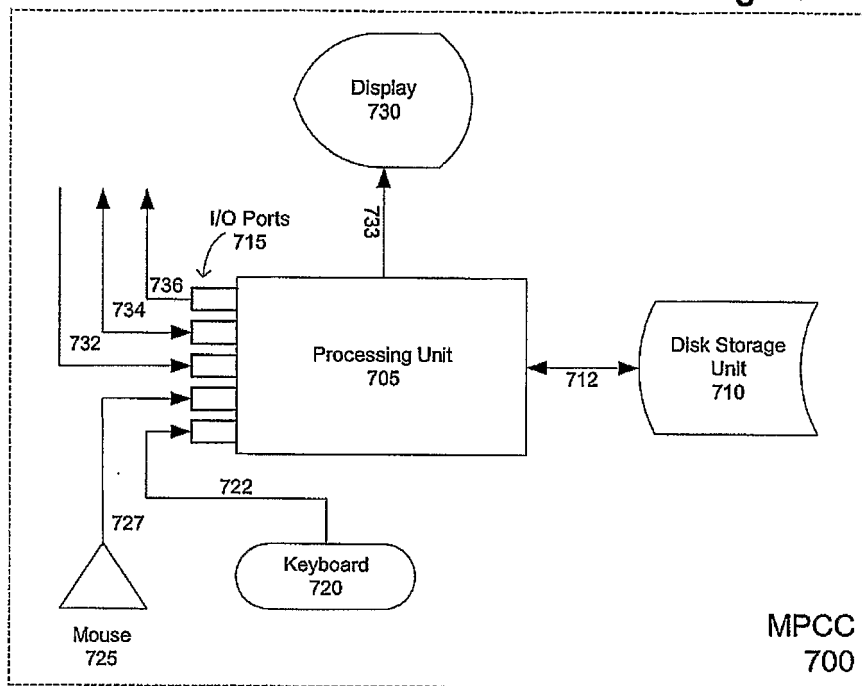 Display
730
I/O Ports
715
733
736
734
732
Processing Unit
705
712
Disk Storage
Unit
710
722
727
Keyboard
720
Mouse
725
MPCC
700